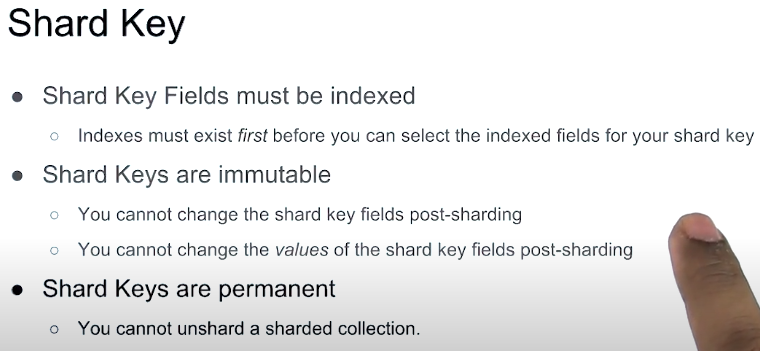 Shard Key
● Shard Key Fields must be indexed
○ Indexes must exist first before you can select the indexed fields for your shard key
● Shard Keys are immutable
○ You cannot change the shard key fields post-sharding
○ You cannot change the values of the shard key fields post-sharding
● Shard Keys are permanent
○ You cannot unshard a sharded collection.